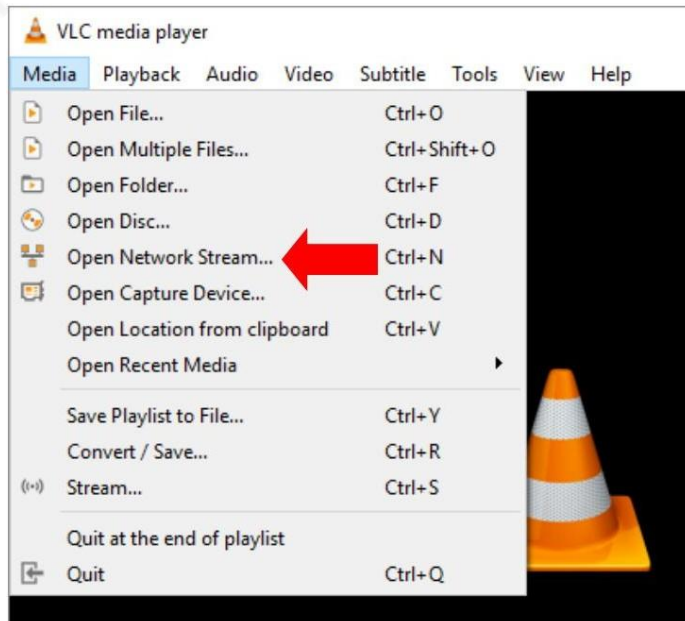 VLC media player
Media Playback Audio Video Subtitle Tools View Help
Open File... Ctrl+O
Open Multiple Files... Ctrl+Shift+O
Open Folder... Ctrl+F
Open Disc... Ctrl+D
Open Network Stream... Ctrl+N
Open Capture Device... Ctrl+C
Open Location from clipboard Ctrl+V
Open Recent Media
Save Playlist to File... Ctrl+Y
Convert / Save... Ctrl+R
Stream... Ctrl+S
Quit at the end of playlist
Quit Ctrl+Q